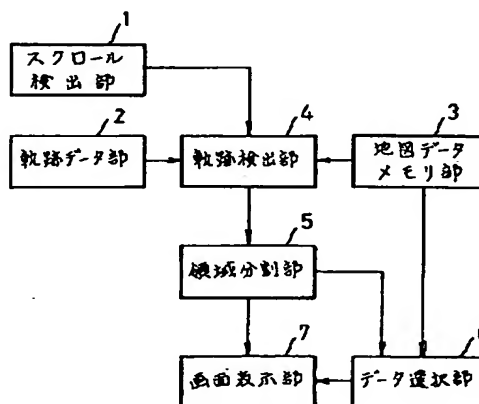 1
スクロール
検出部
2
軌跡データ部
4
軌跡検出部
3
地図データ
メモリ部
5
領域分割部
7
画面表示部
データ選択部